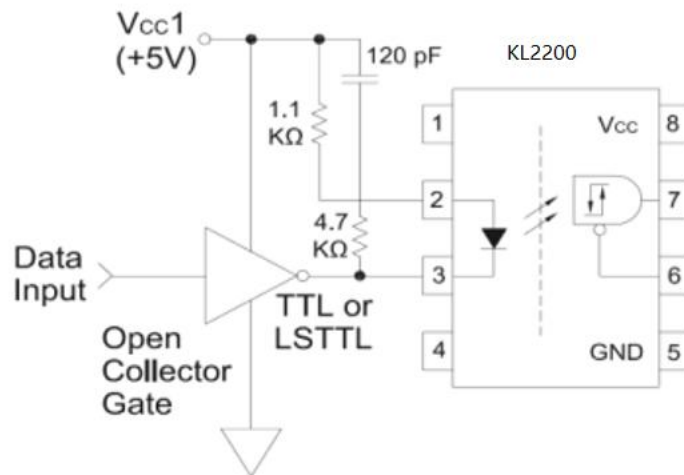 VCC1
(+5V)
120 pF
KL2200
1.1
KΩ
1
VCC
8
2
7
4.7
KΩ
Data
Input
3
6
TTL or
LSTTL
Open
Collector
Gate
4
GND
5